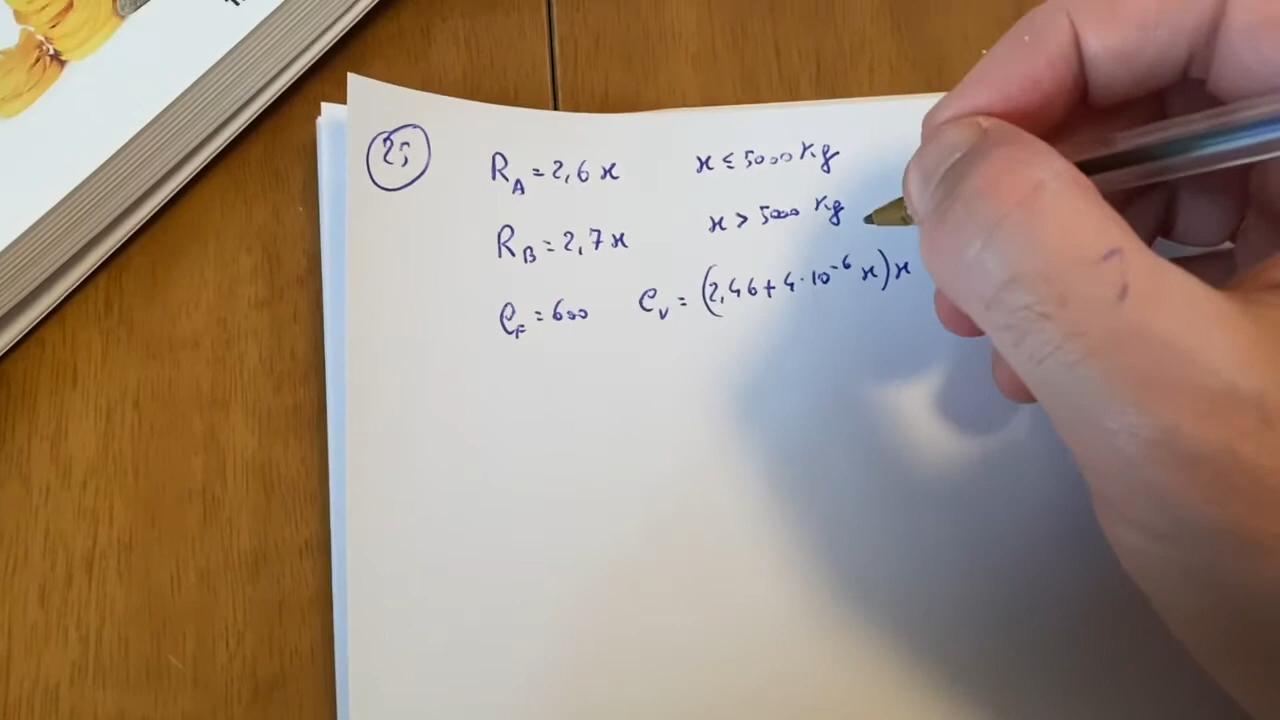 25
R_A = 2,6 x x ≤ 5000 Kg
R_B = 2,7 x x > 5000 Kg
C_F = 600 C_V = (2,46 + 4·10⁻⁶ x) x